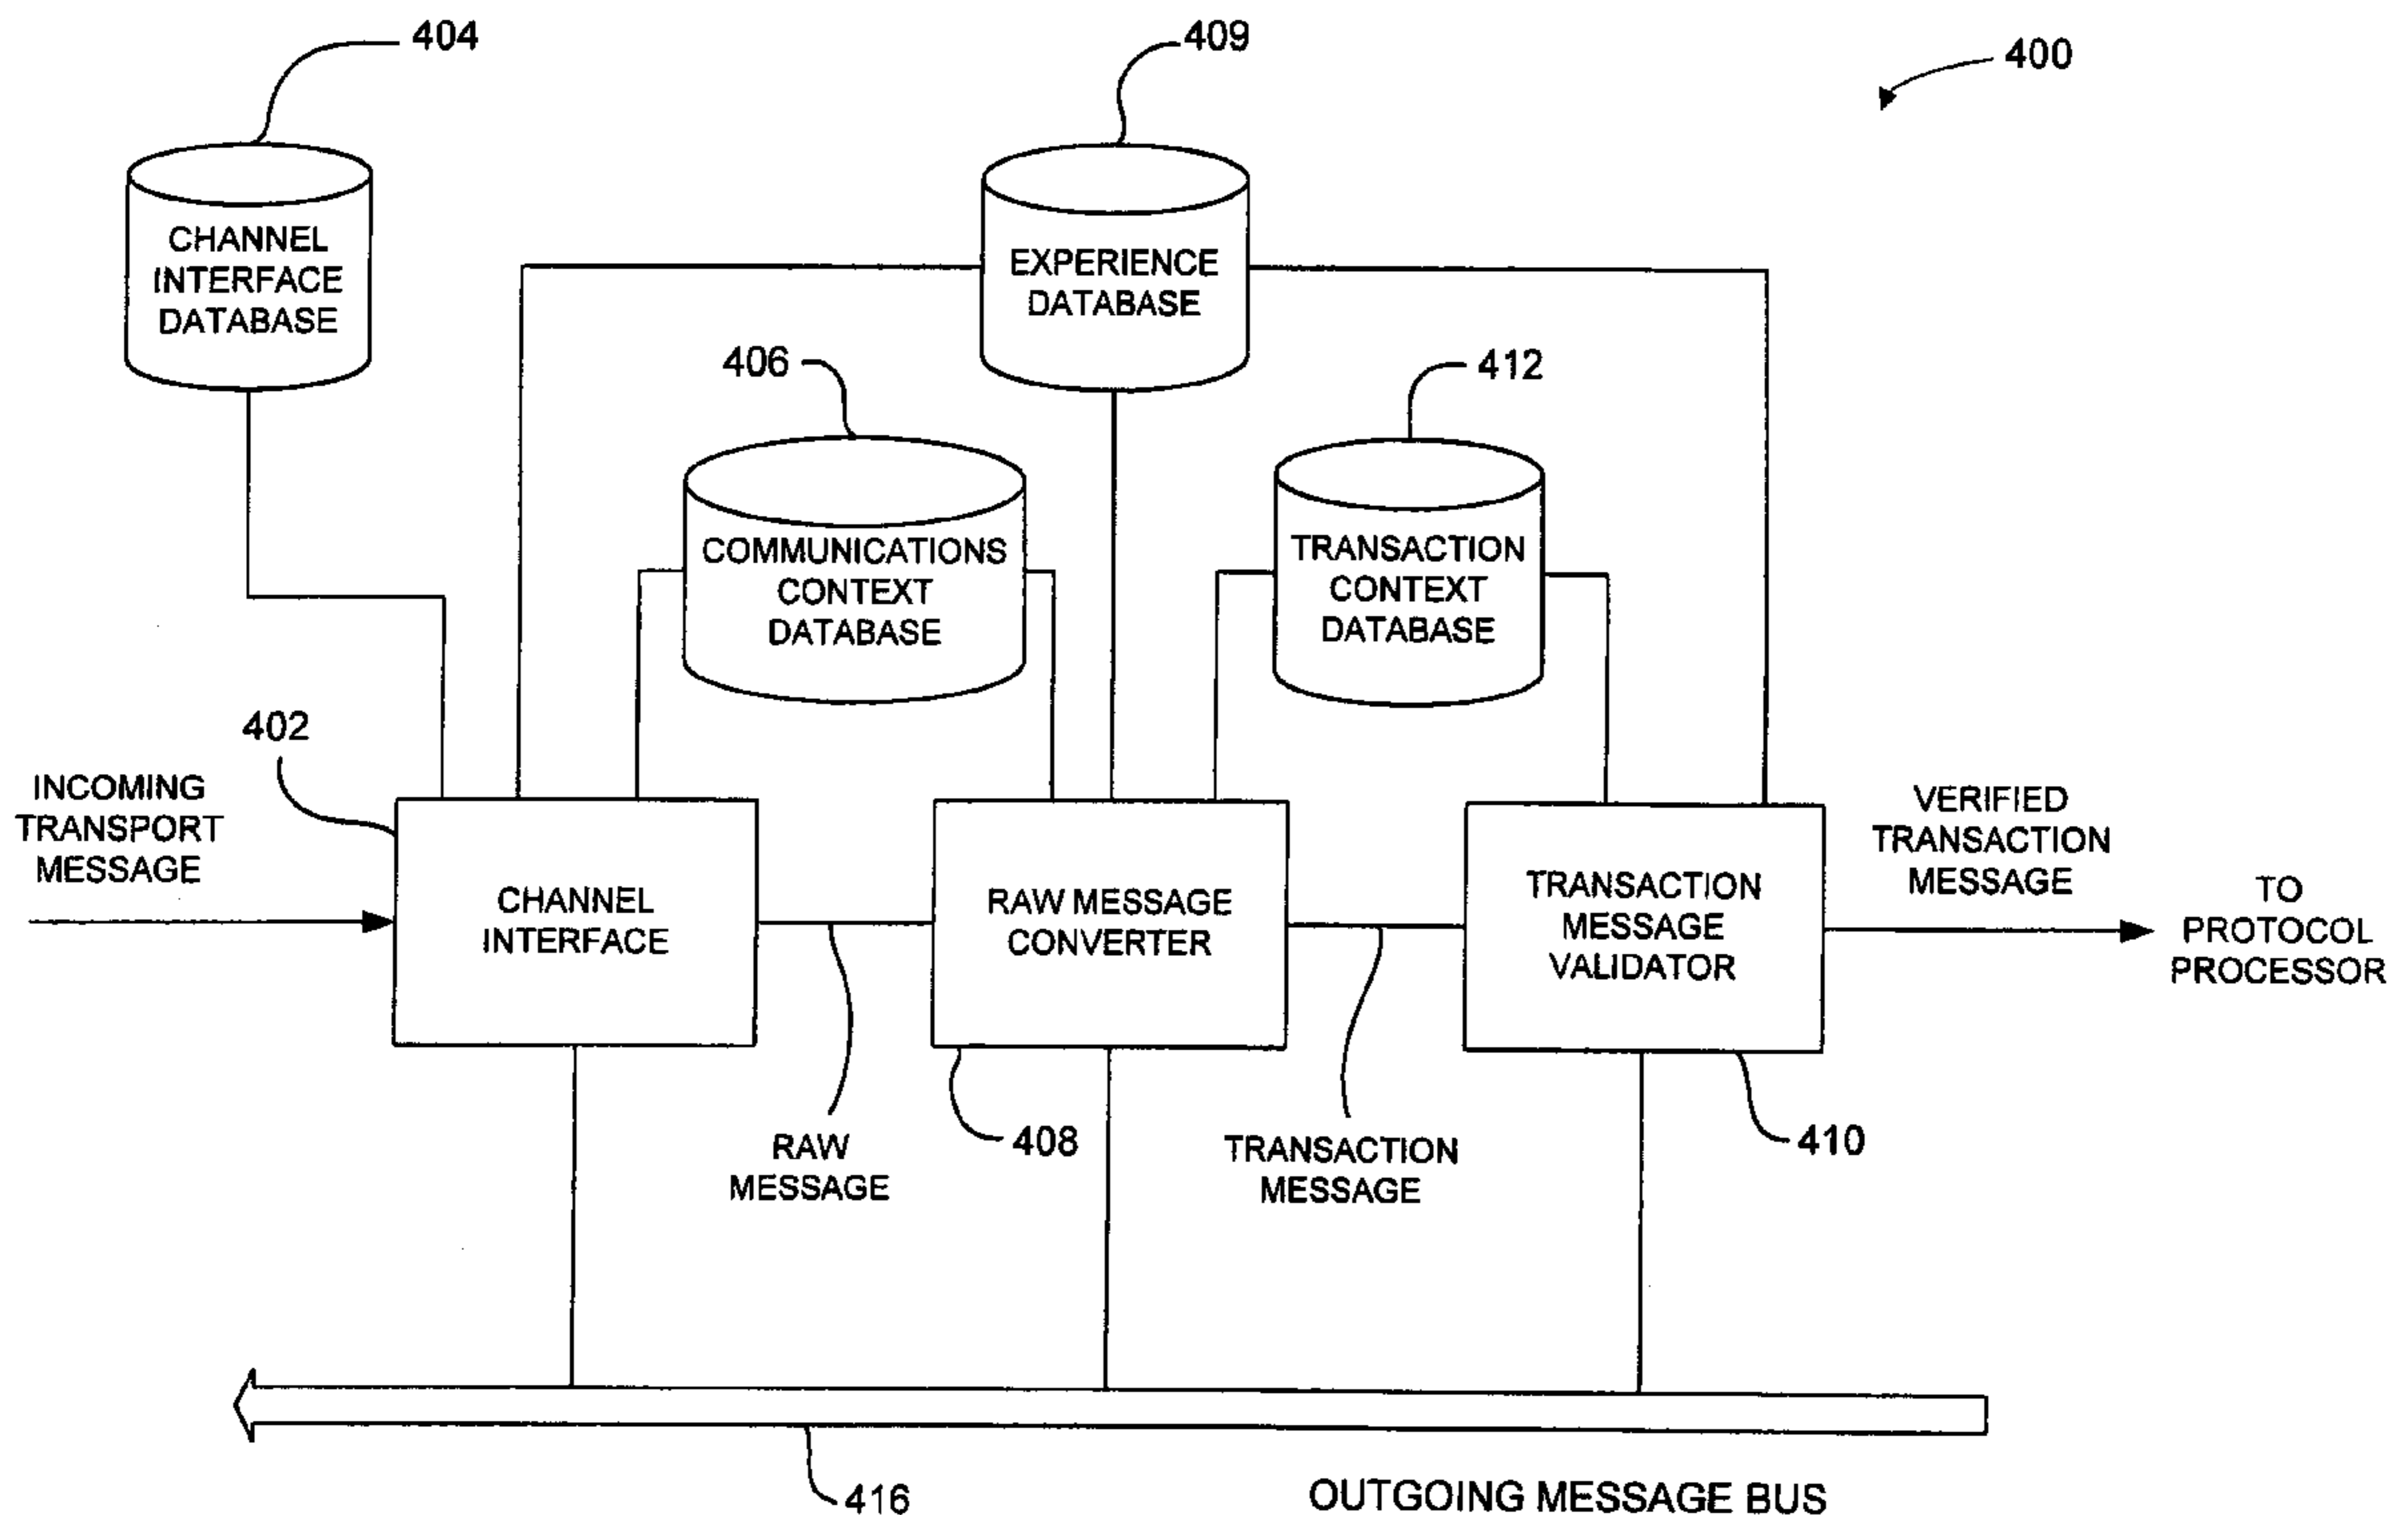 404
409
400
CHANNEL
INTERFACE
DATABASE
EXPERIENCE
DATABASE
406
412
COMMUNICATIONS
CONTEXT
DATABASE
TRANSACTION
CONTEXT
DATABASE
402
INCOMING
TRANSPORT
MESSAGE
CHANNEL
INTERFACE
RAW MESSAGE
CONVERTER
TRANSACTION
MESSAGE
VALIDATOR
VERIFIED
TRANSACTION
MESSAGE
TO
PROTOCOL
PROCESSOR
RAW
MESSAGE
408
TRANSACTION
MESSAGE
410
416
OUTGOING MESSAGE BUS